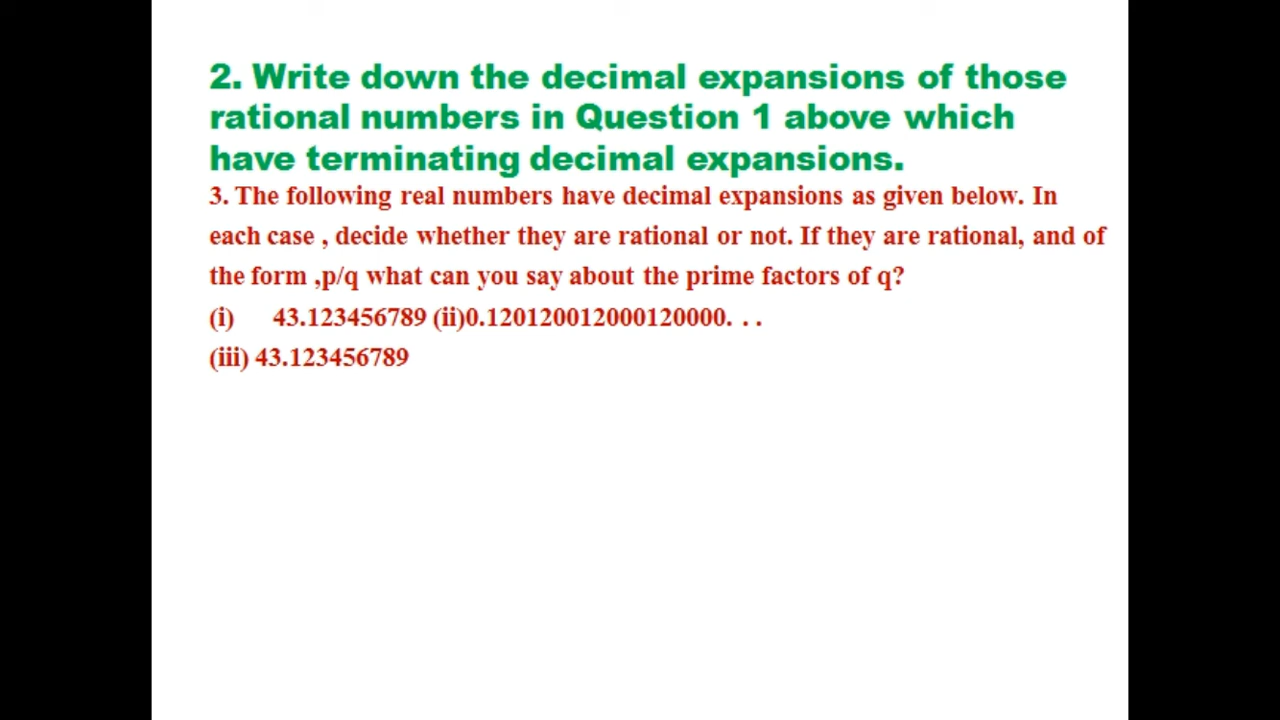 2. Write down the decimal expansions of those
rational numbers in Question 1 above which
have terminating decimal expansions.
3. The following real numbers have decimal expansions as given below. In
each case , decide whether they are rational or not. If they are rational, and of
the form ,p/q what can you say about the prime factors of q?
(i) 43.123456789 (ii)0.120120012000120000. . .
(iii) 43.123456789